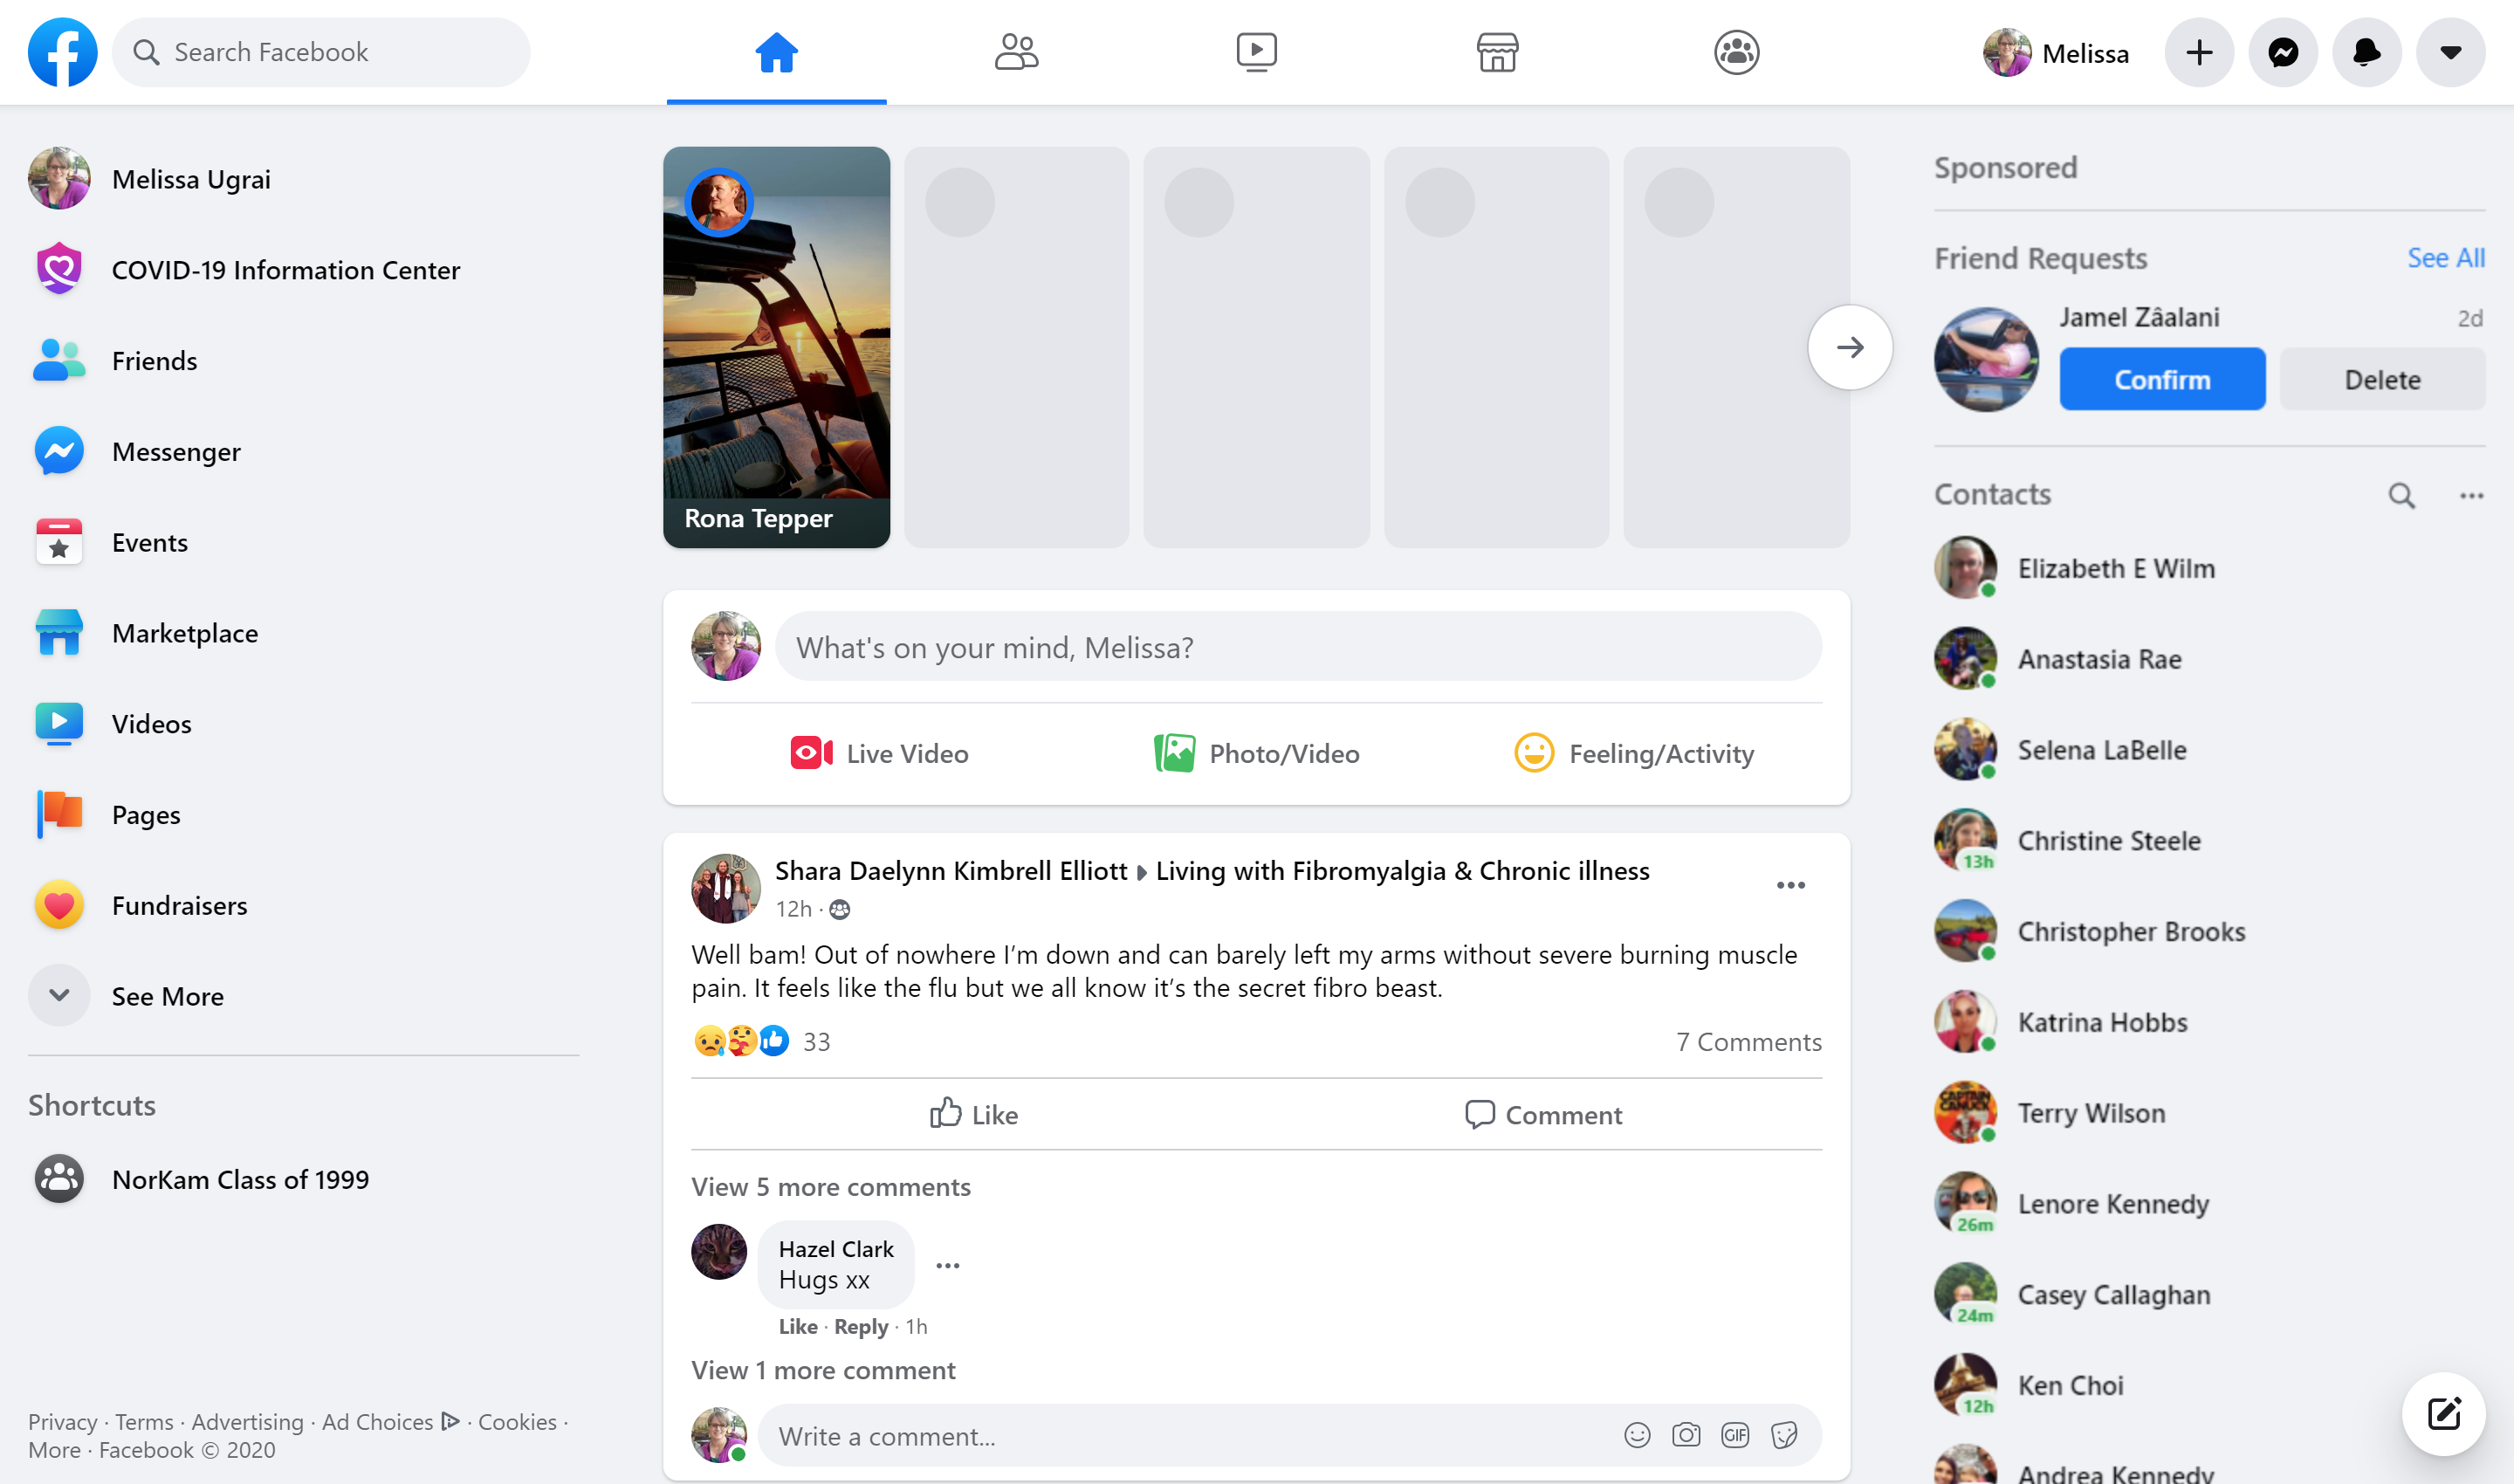 Search Facebook
Melissa
Melissa Ugrai
COVID-19 Information Center
Friends
Messenger
Events
Marketplace
Videos
Pages
Fundraisers
See More
Shortcuts
NorKam Class of 1999
Privacy · Terms · Advertising · Ad Choices · Cookies ·
More · Facebook © 2020
Rona Tepper
What's on your mind, Melissa?
Live Video
Photo/Video
Feeling/Activity
Shara Daelynn Kimbrell Elliott Living with Fibromyalgia & Chronic illness
12h ·
Well bam! Out of nowhere I’m down and can barely left my arms without severe burning muscle
pain. It feels like the flu but we all know it’s the secret fibro beast.
33
7 Comments
Like
Comment
View 5 more comments
Hazel Clark
Hugs xx
Like · Reply · 1h
View 1 more comment
Write a comment...
GIF
Sponsored
Friend Requests
See All
Jamel Zâalani
2d
Confirm
Delete
Contacts
Elizabeth E Wilm
Anastasia Rae
Selena LaBelle
Christine Steele
13h
Christopher Brooks
Katrina Hobbs
CAPTAIN
CANUCK
Terry Wilson
Lenore Kennedy
26m
Casey Callaghan
24m
Ken Choi
12h
Andrea Kennedy